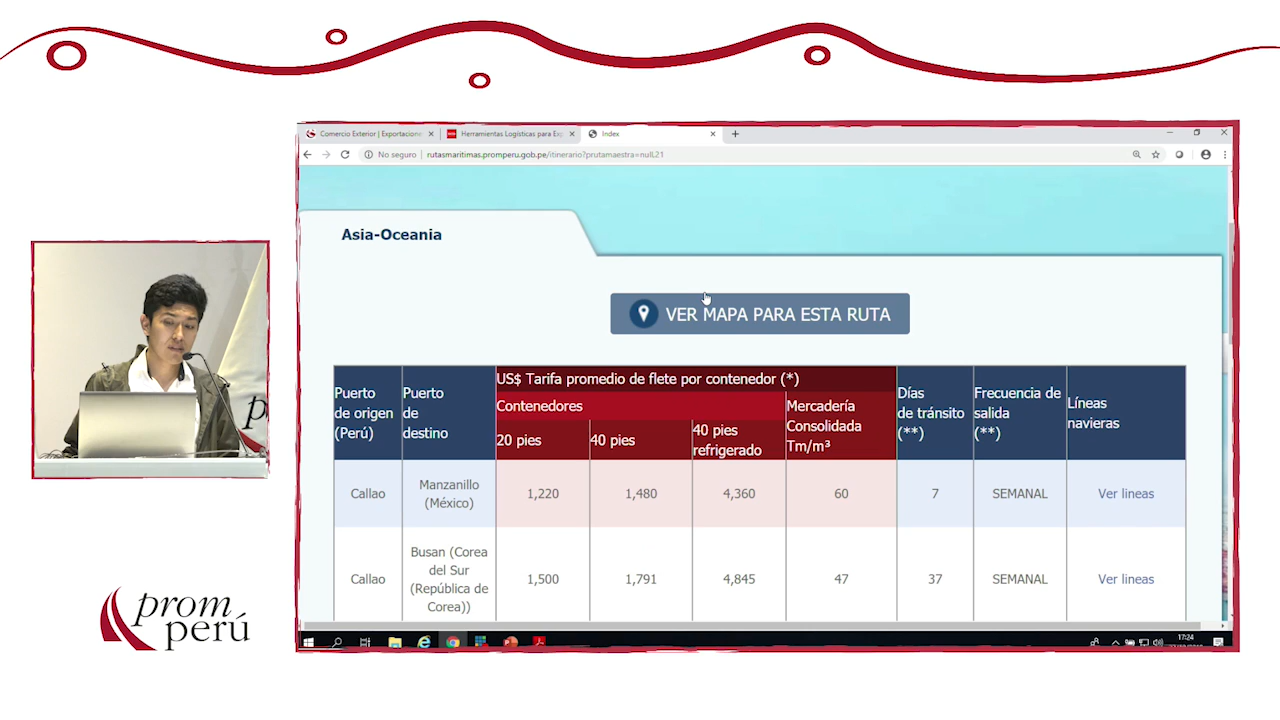 Comercio Exterior | Exportacione
Herramientas Logísticas para Exp
Index
No seguro
rutasmaritimas.promperu.gob.pe/itinerario?prutamaestra=nulL21
Asia-Oceania
VER MAPA PARA ESTA RUTA
Puerto de origen (Perú)
Puerto de destino
US$ Tarifa promedio de flete por contenedor (*)
Contenedores
20 pies
40 pies
40 pies refrigerado
Mercadería Consolidada Tm/m³
Días de tránsito (**)
Frecuencia de salida (**)
Líneas navieras
Callao Manzanillo (México) 1,220 1,480 4,360 60 7 SEMANAL Ver lineas
Callao Busan (Corea del Sur (República de Corea)) 1,500 1,791 4,845 47 37 SEMANAL Ver lineas
17:24
p
prom
perú